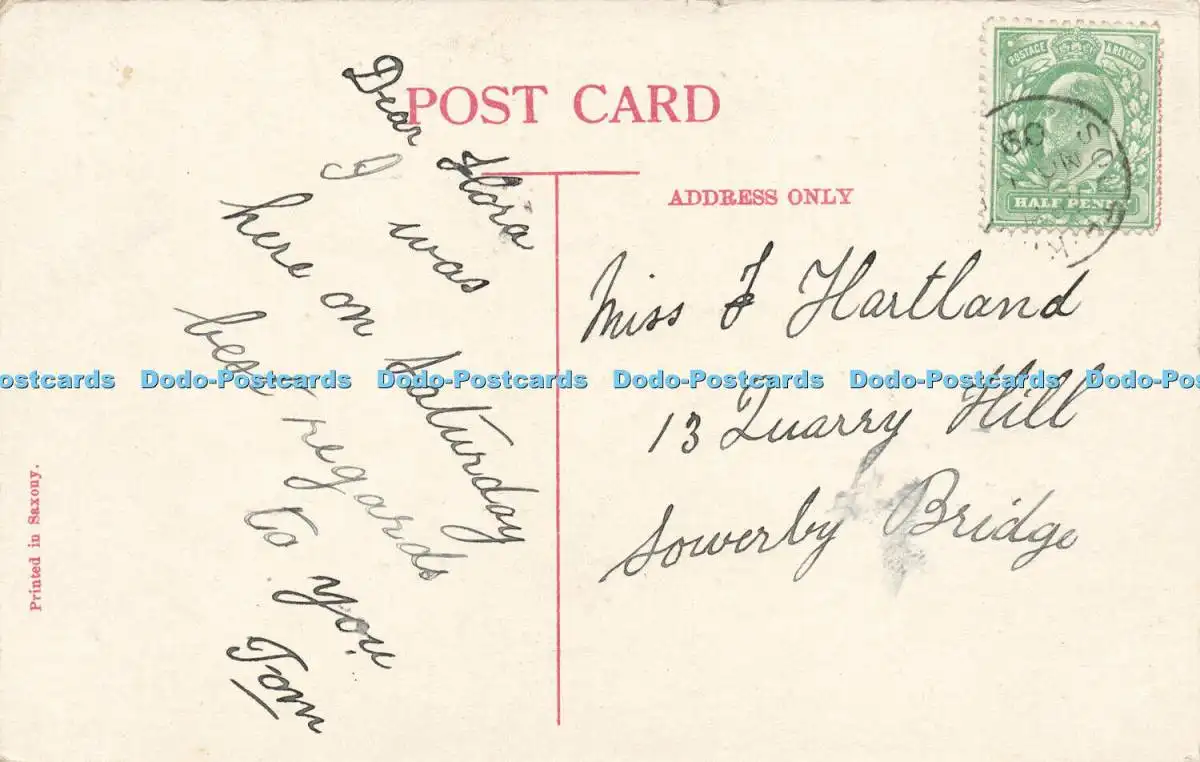 POST CARD
ADDRESS ONLY
POSTAGE & REVENUE
HALF PENNY
Dear Flora
I was
here on Saturday
best regards
to you.
Tom
Miss F Hartland
13 Quarry Hill
Sowerby Bridge
Printed in Saxony.
ostcards Dodo-Postcards Dodo-Postcards Dodo-Postcards Dodo-Postcards Dodo-Pos